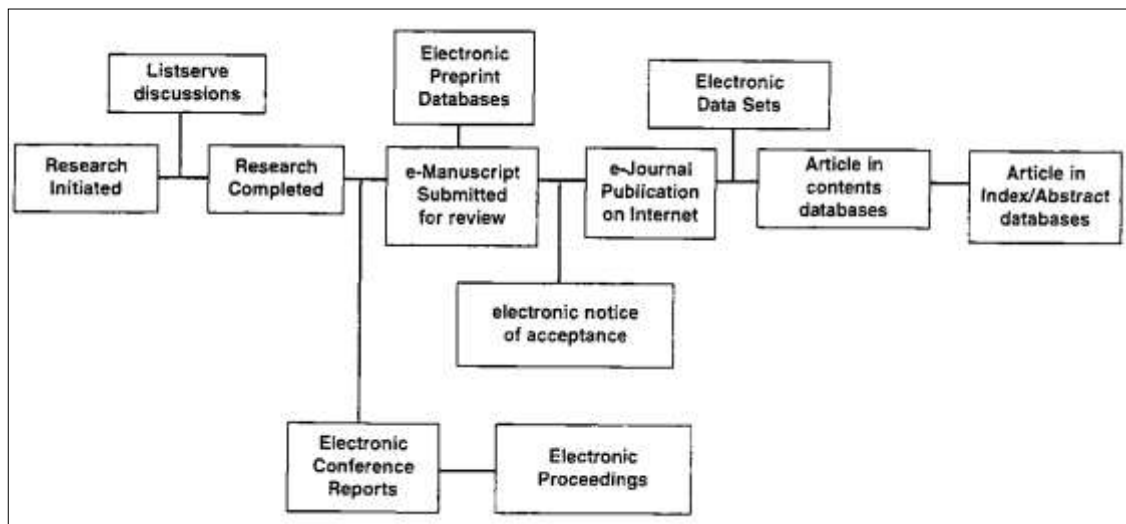 Listserve
discussions
Electronic
Preprint
Databases
Electronic
Data Sets
Research
Initiated
Research
Completed
e-Manuscript
Submitted
for review
e-Journal
Publication
on Internet
Article in
contents
databases
Article in
Index/Abstract
databases
electronic notice
of acceptance
Electronic
Conference
Reports
Electronic
Proceedings